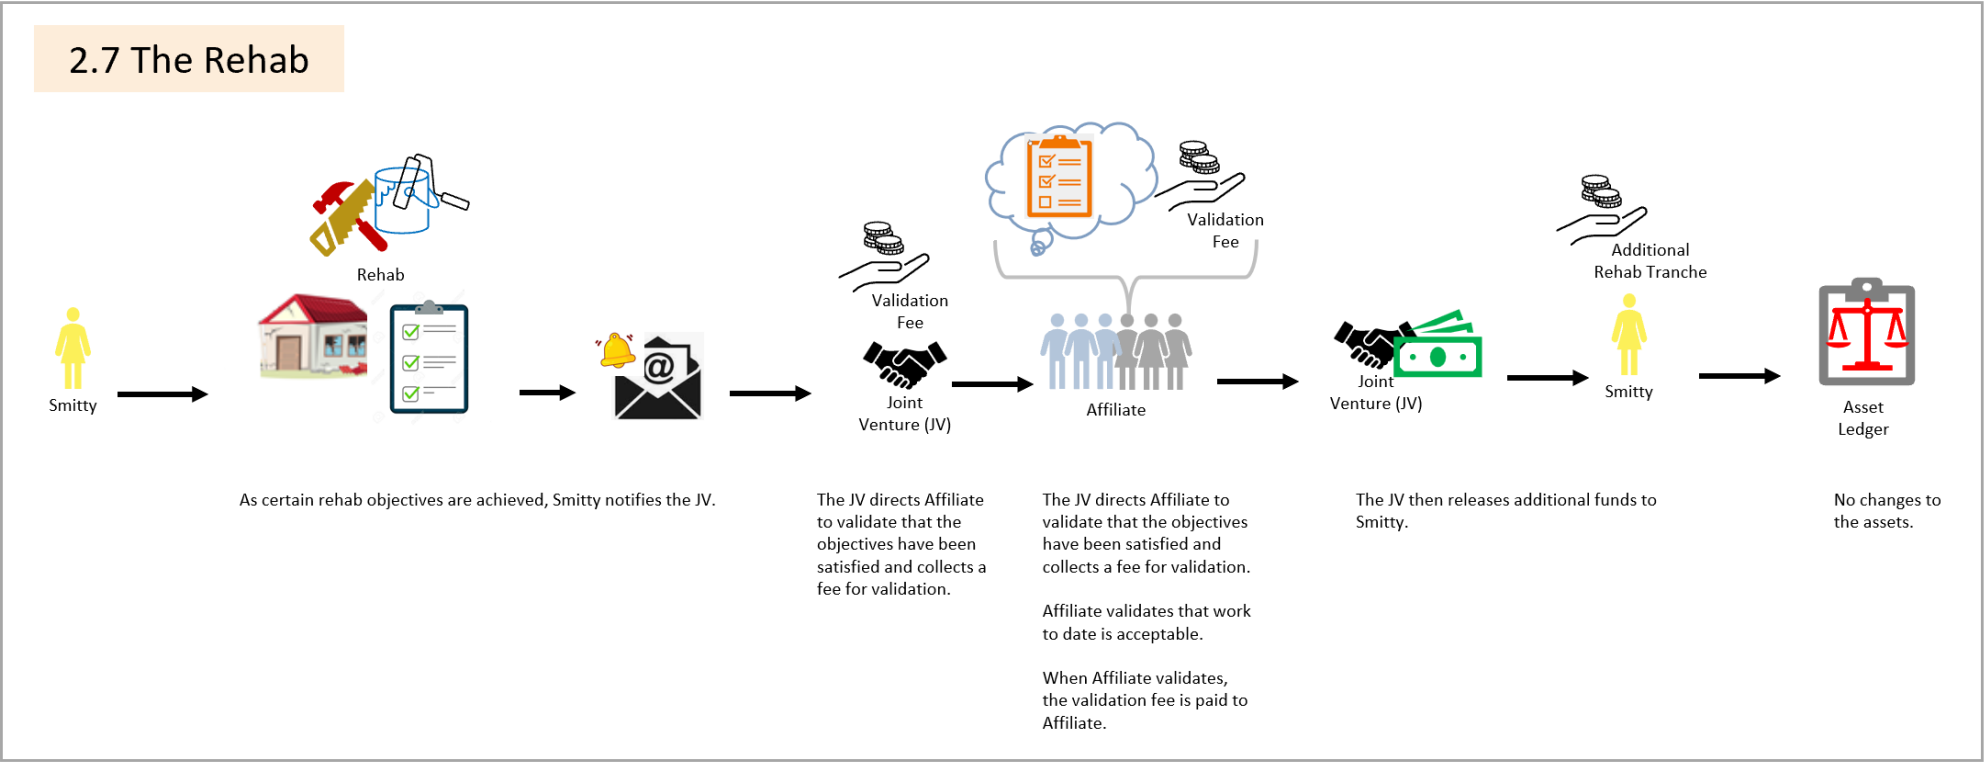 2.7 The Rehab
Rehab
Smitty
As certain rehab objectives are achieved, Smitty notifies the JV.
@
Validation
Fee
Joint
Venture (JV)
The JV directs Affiliate
to validate that the
objectives have been
satisfied and collects a
fee for validation.
Validation
Fee
Affiliate
The JV directs Affiliate to
validate that the objectives
have been satisfied and
collects a fee for validation.
Affiliate validates that work
to date is acceptable.
When Affiliate validates,
the validation fee is paid to
Affiliate.
Joint
Venture (JV)
The JV then releases additional funds to
Smitty.
Additional
Rehab Tranche
Smitty
Asset
Ledger
No changes to
the assets.